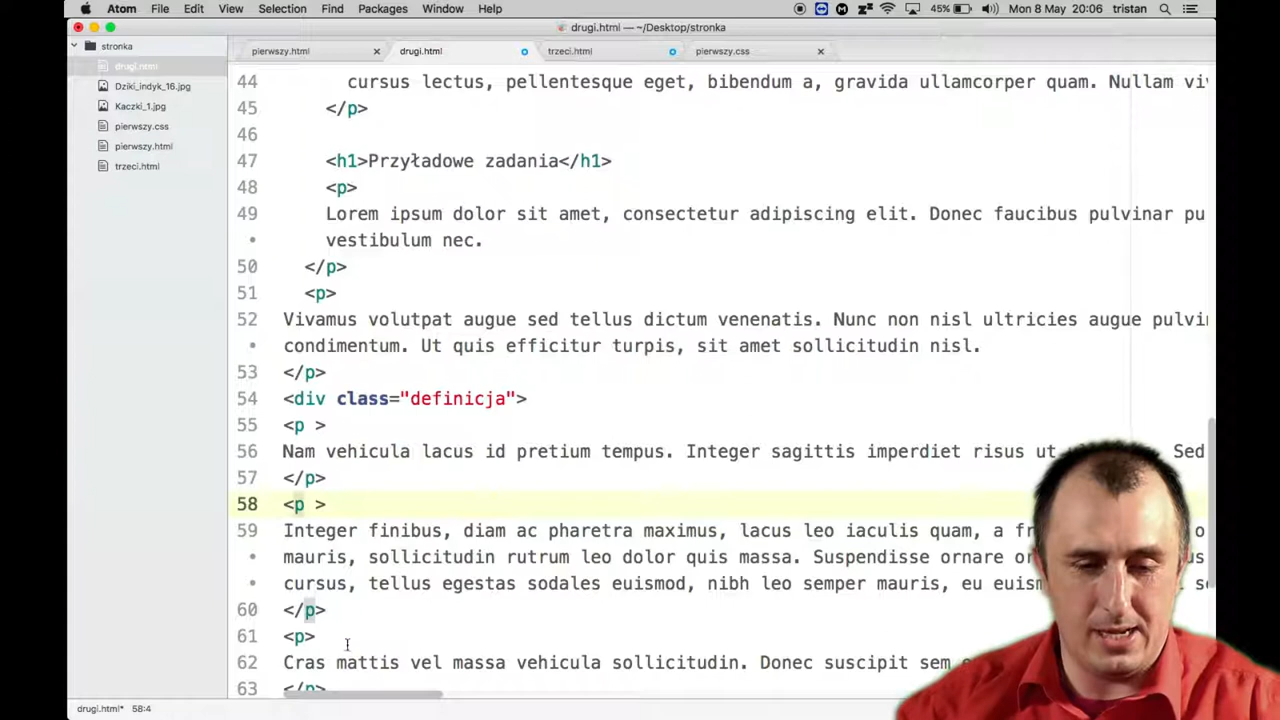 Atom File Edit View Selection Find Packages Window Help 45% Mon 8 May 20:06 tristan
drugi.html — ~/Desktop/stronka
stronka
drugi.html
Dziki_indyk_16.jpg
Kaczki_1.jpg
pierwszy.css
pierwszy.html
trzeci.html
pierwszy.html drugi.html trzeci.html pierwszy.css
44 cursus lectus, pellentesque eget, bibendum a, gravida ullamcorper quam. Nullam
45 </p>
46
47 <h1>Przyładowe zadania</h1>
48 <p>
49 Lorem ipsum dolor sit amet, consectetur adipiscing elit. Donec faucibus pulvinar
vestibulum nec.
50 </p>
51 <p>
52 Vivamus volutpat augue sed tellus dictum venenatis. Nunc non nisl ultricies augue
condimentum. Ut quis efficitur turpis, sit amet sollicitudin nisl.
53 </p>
54 <div class="definicja">
55 <p >
56 Nam vehicula lacus id pretium tempus. Integer sagittis imperdiet risus Sed
57 </p>
58 <p >
59 Integer finibus, diam ac pharetra maximus, lacus leo iaculis quam, a
mauris, sollicitudin rutrum leo dolor quis massa. Suspendisse ornare
cursus, tellus egestas sodales euismod, nibh leo semper mauris, eu
60 </p>
61 <p>
62 Cras mattis vel massa vehicula sollicitudin. Donec suscipit sem
63 </p>
drugi.html* 58:4